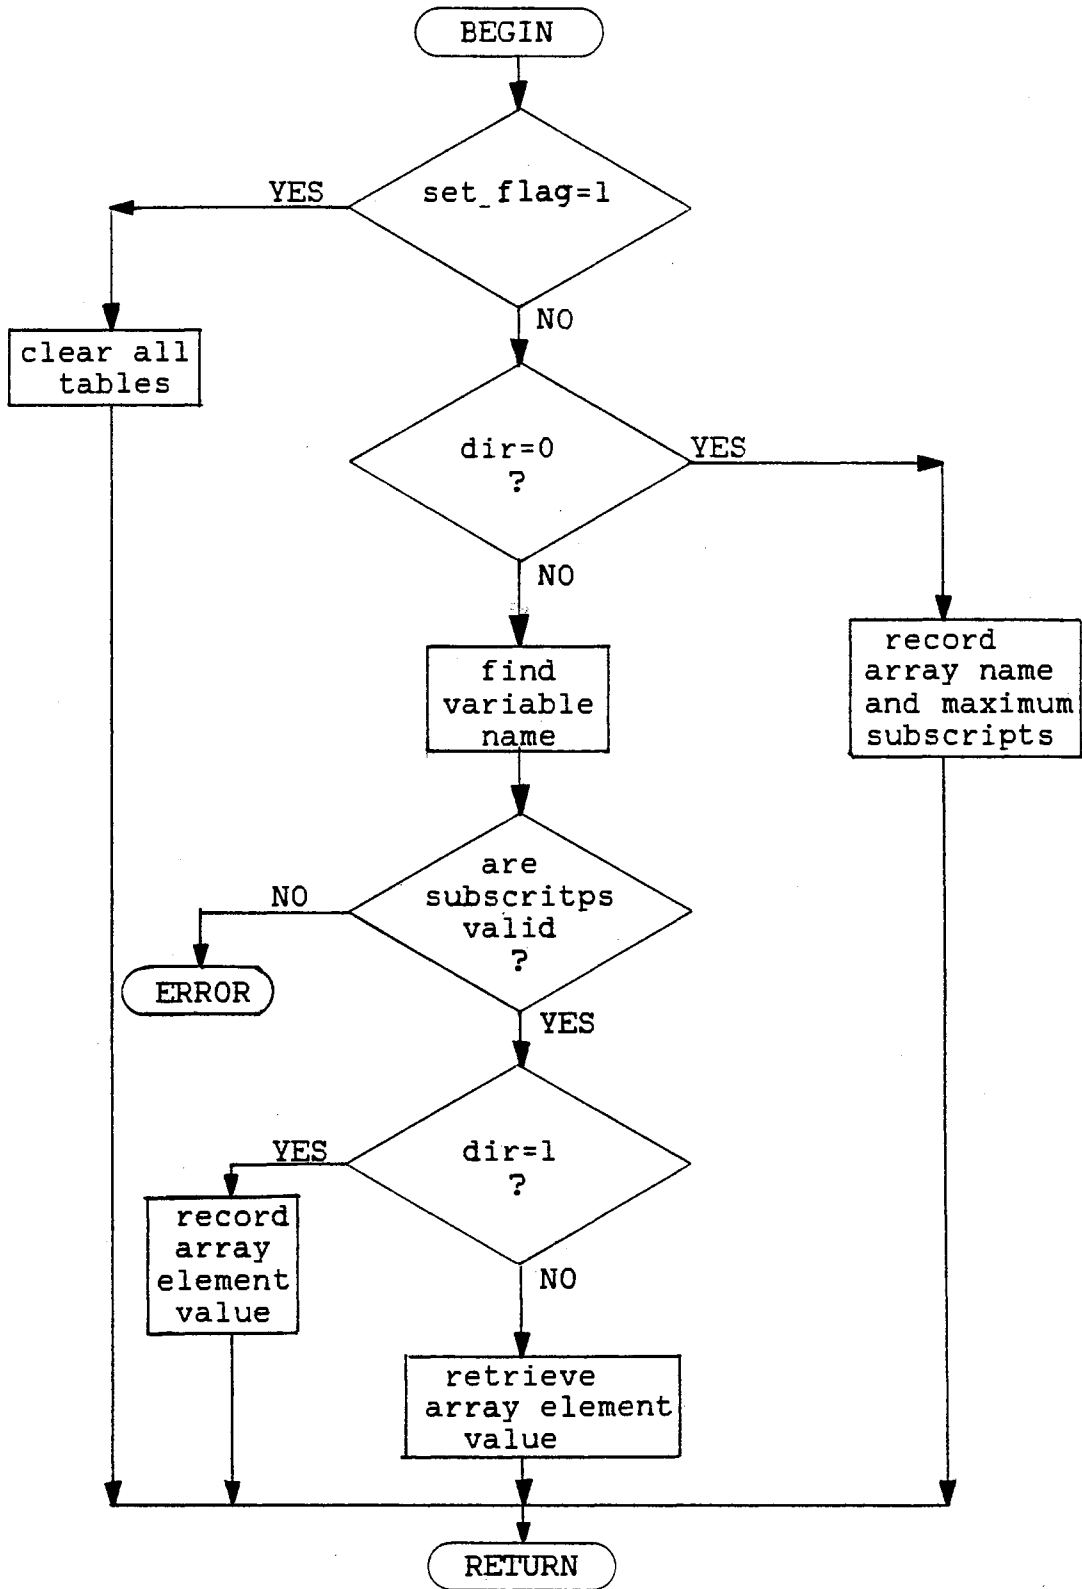 BEGIN
set_flag=1
YES
NO
clear all
tables
dir=0
?
YES
NO
find
variable
name
record
array name
and maximum
subscripts
are
subscritps
valid
?
NO
ERROR
YES
dir=1
?
YES
NO
record
array
element
value
retrieve
array element
value
RETURN